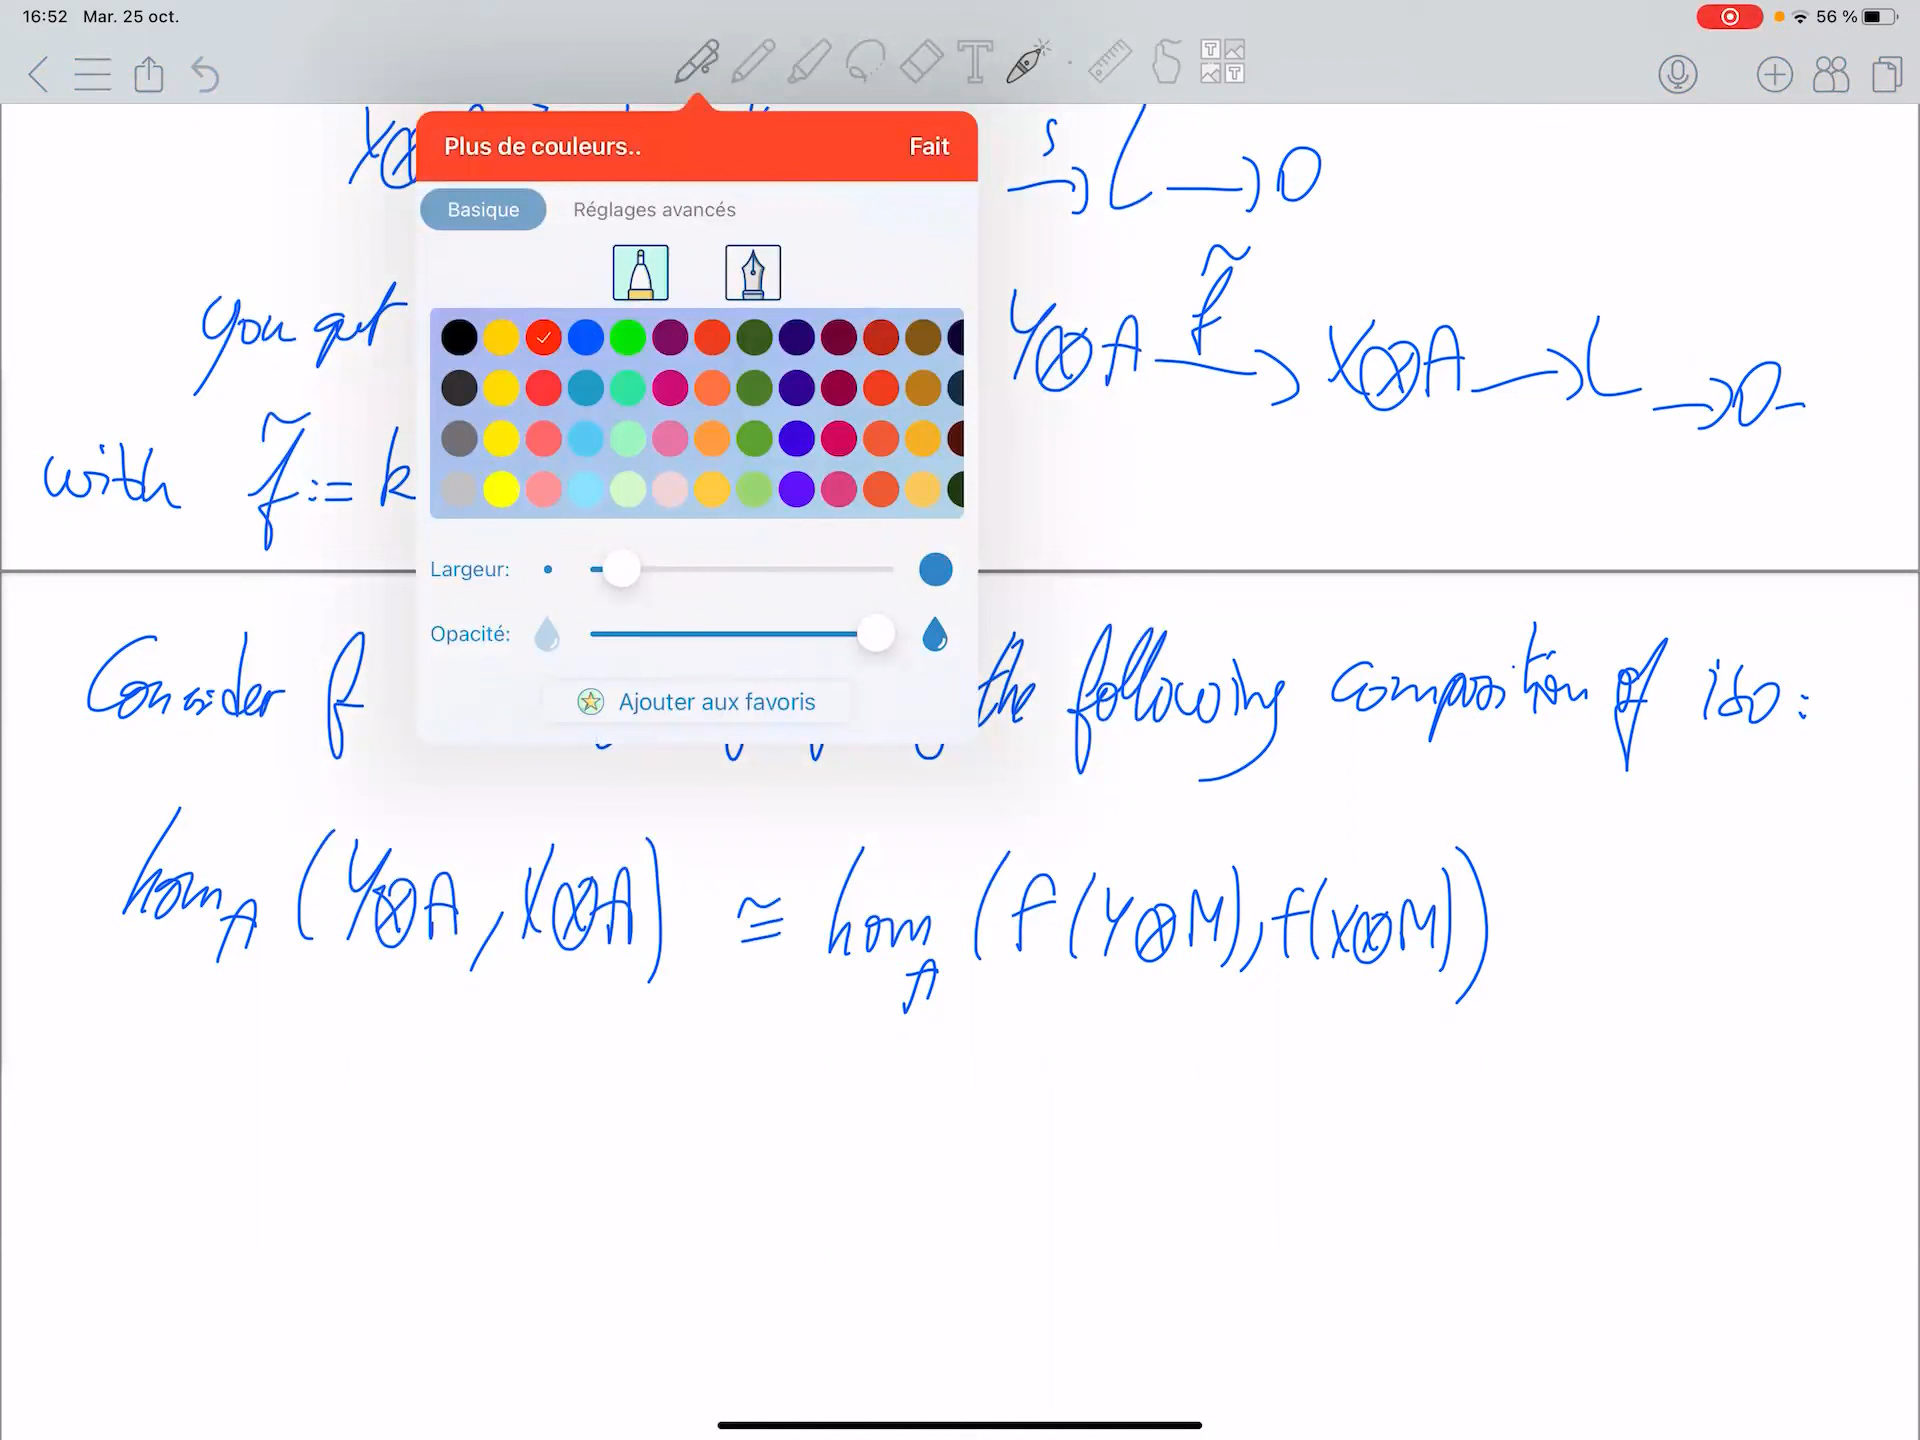 16:52 Mar. 25 oct. 56 %
Plus de couleurs.. Fait
Basique Réglages avancés
X⊗ s → L → 0
you get Y⊗A f̃ → X⊗A → L → 0
with f̃ := k
Largeur:
Opacité:
Ajouter aux favoris
Consider f the following composition of iso:
hom_A (Y⊗A, X⊗A) ≅ hom_A (F(Y⊗M), F(X⊗M))